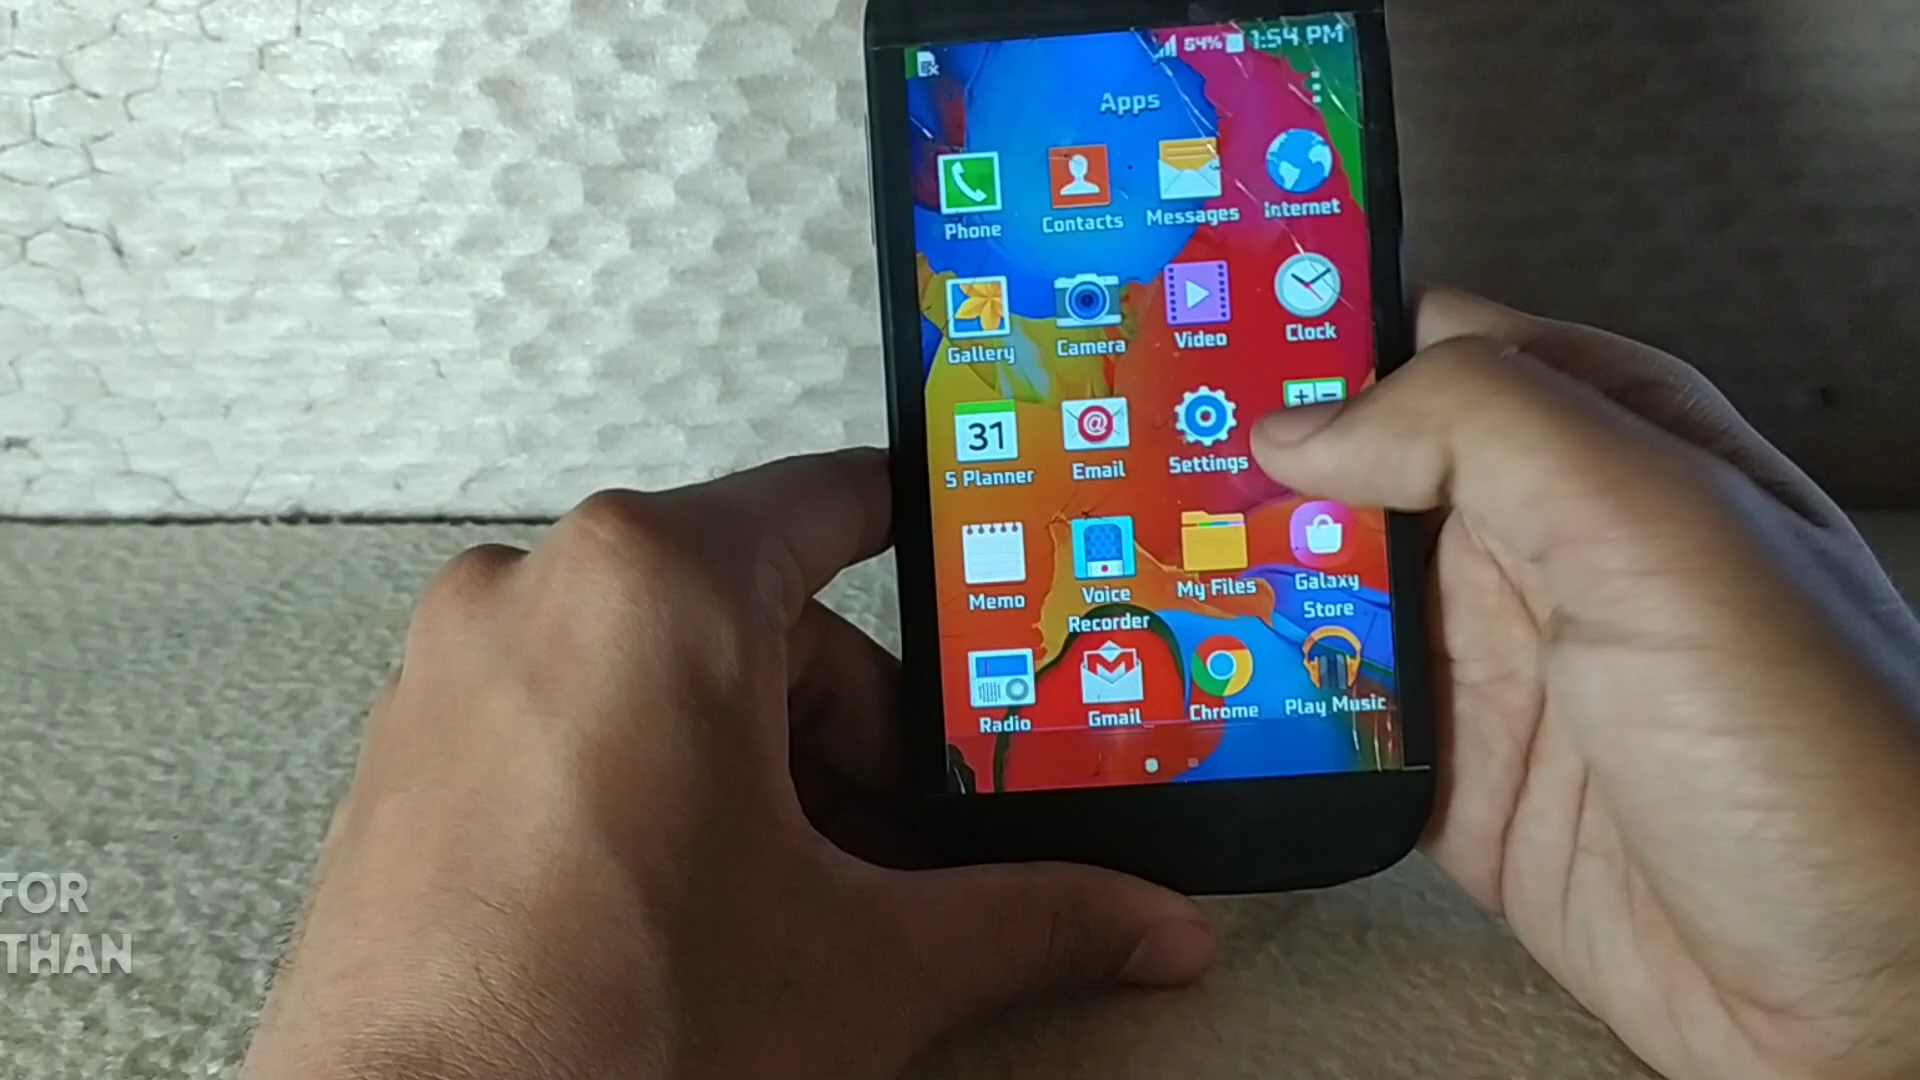 54% 1:54 PM
Apps
Phone
Contacts
Messages
Internet
Gallery
Camera
Video
Clock
31
S Planner
@
Email
Settings
Memo
Voice
Recorder
My Files
Galaxy
Store
Radio
Gmail
Chrome
Play Music
FOR
THAN